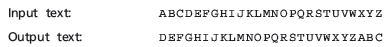 Input text: ABCDEFGHIJKLMNOPQRSTUVWXYZ
Output text: DEFGHIJKLMNOPQRSTUVWXYZABC